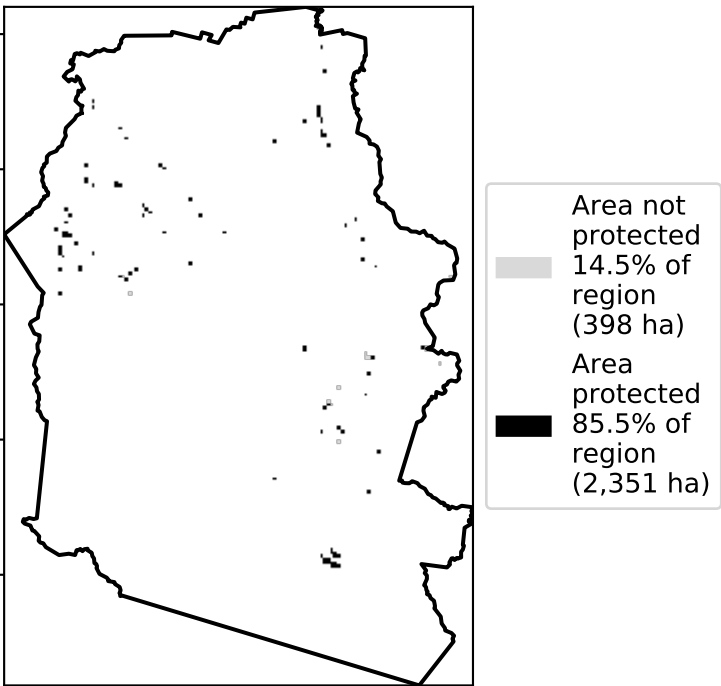 Area not
protected
14.5% of
region
(398 ha)
Area
protected
85.5% of
region
(2,351 ha)